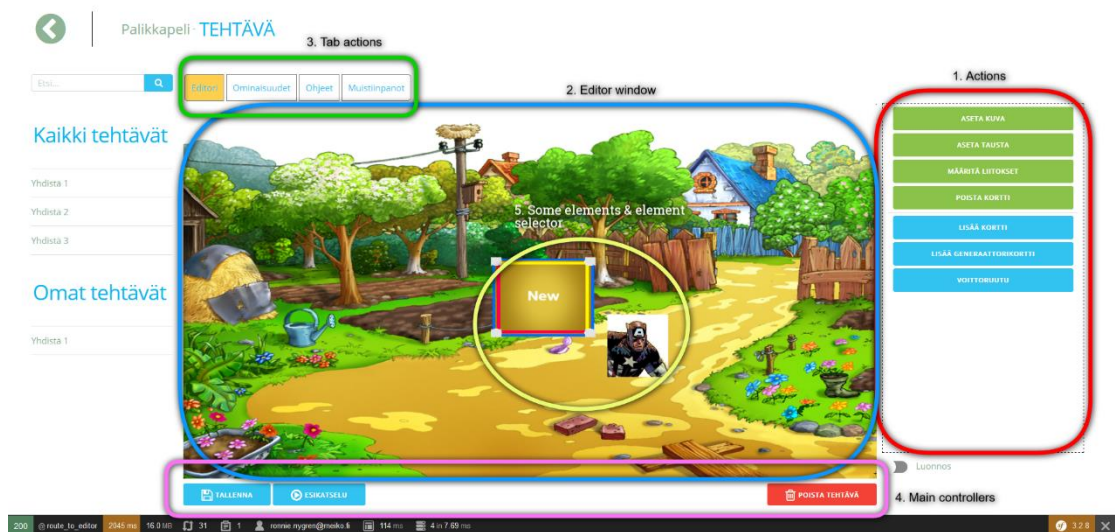 Palikkapeli · TEHTÄVÄ
3. Tab actions
Etsi...
Editori
Ominaisuudet
Ohjeet
Muistiinpanot
2. Editor window
1. Actions
Kaikki tehtävät
Yhdistä 1
Yhdistä 2
Yhdistä 3
Omat tehtävät
Yhdistä 1
5. Some elements & element
selector
New
ASETA KUVA
ASETA TAUSTA
MÄÄRITÄ LIITOKSET
POISTA KORTTI
LISÄÄ KORTTI
LISÄÄ GENERAATTORIKORTTI
VOITTORUUTU
Luonnos
TALLENNA
ESIKATSELU
POISTA TEHTÄVÄ
4. Main controllers
200 @ route_to_editor 2945 ms 16.0 MB 31 1 ronnie.nygren@meiko.fi 114 ms 4 in 7.69 ms 3.2.8